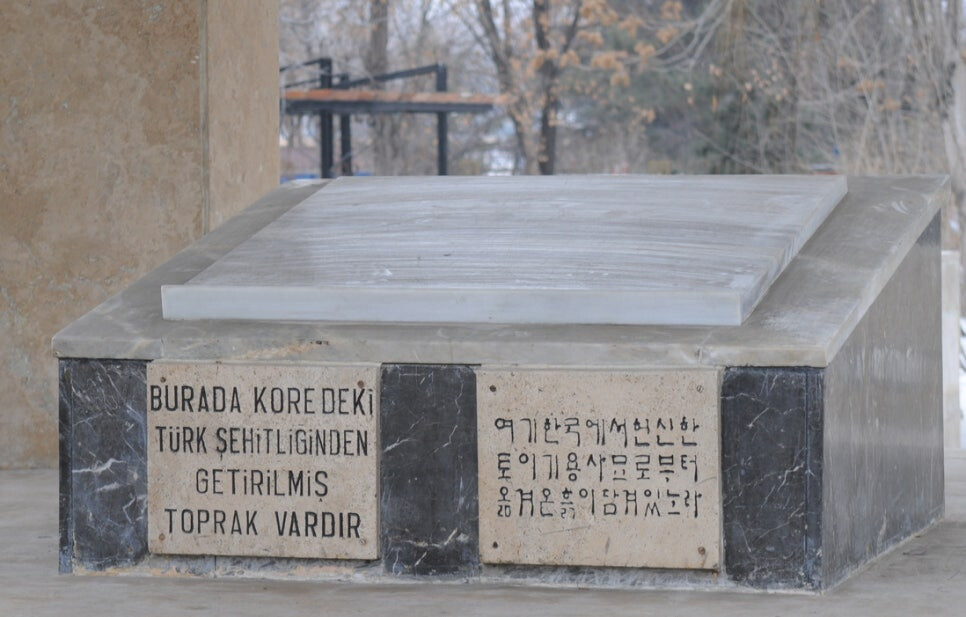 BURADA KOREDEKİ
TÜRK ŞEHİTLİGİNDEN
GETİRİLMİŞ
TOPRAK VARDIR
여기한국에서헌신한
토이기용사묘로부터
옮겨온흙이담겨있노라